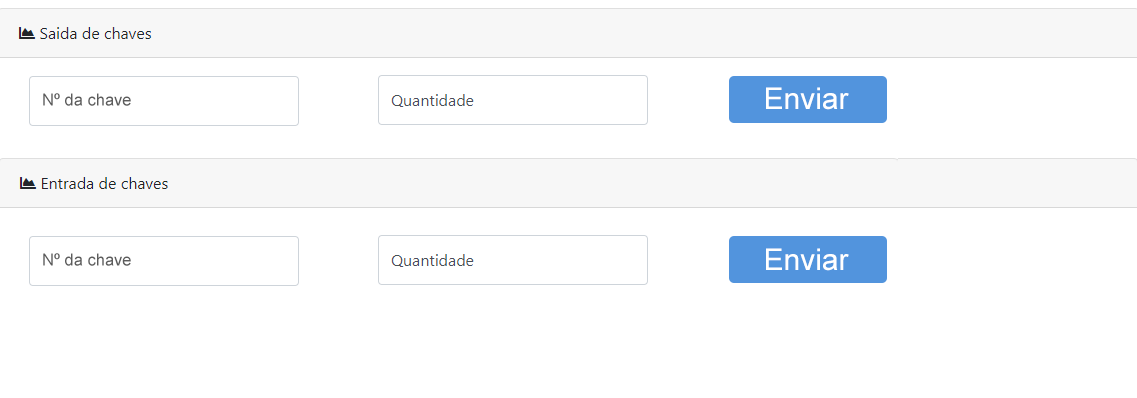 Saida de chaves
Nº da chave Quantidade Enviar
Entrada de chaves
Nº da chave Quantidade Enviar